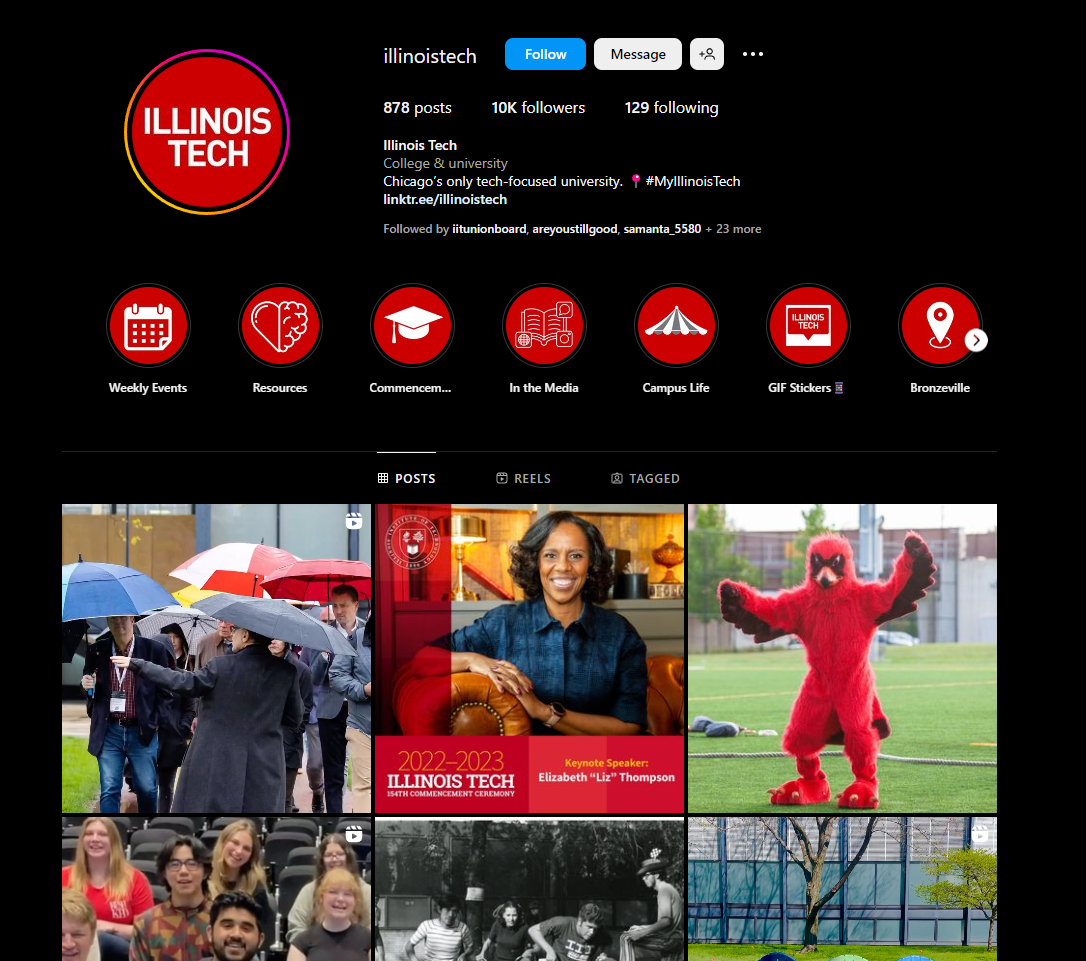 ILLINOIS
TECH
illinoistech
Follow
Message
878 posts
10K followers
129 following
Illinois Tech
College & university
Chicago's only tech-focused university. 📍 #MyIllinoisTech
linktr.ee/illinoistech
Followed by iitunionboard, areyoustillgood, samanta_5580 + 23 more
ILLINOIS
TECH
Weekly Events
Resources
Commencem...
In the Media
Campus Life
GIF Stickers
Bronzeville
POSTS
REELS
TAGGED
2022–2023
ILLINOIS TECH
154TH COMMENCEMENT CEREMONY
Keynote Speaker:
Elizabeth "Liz" Thompson